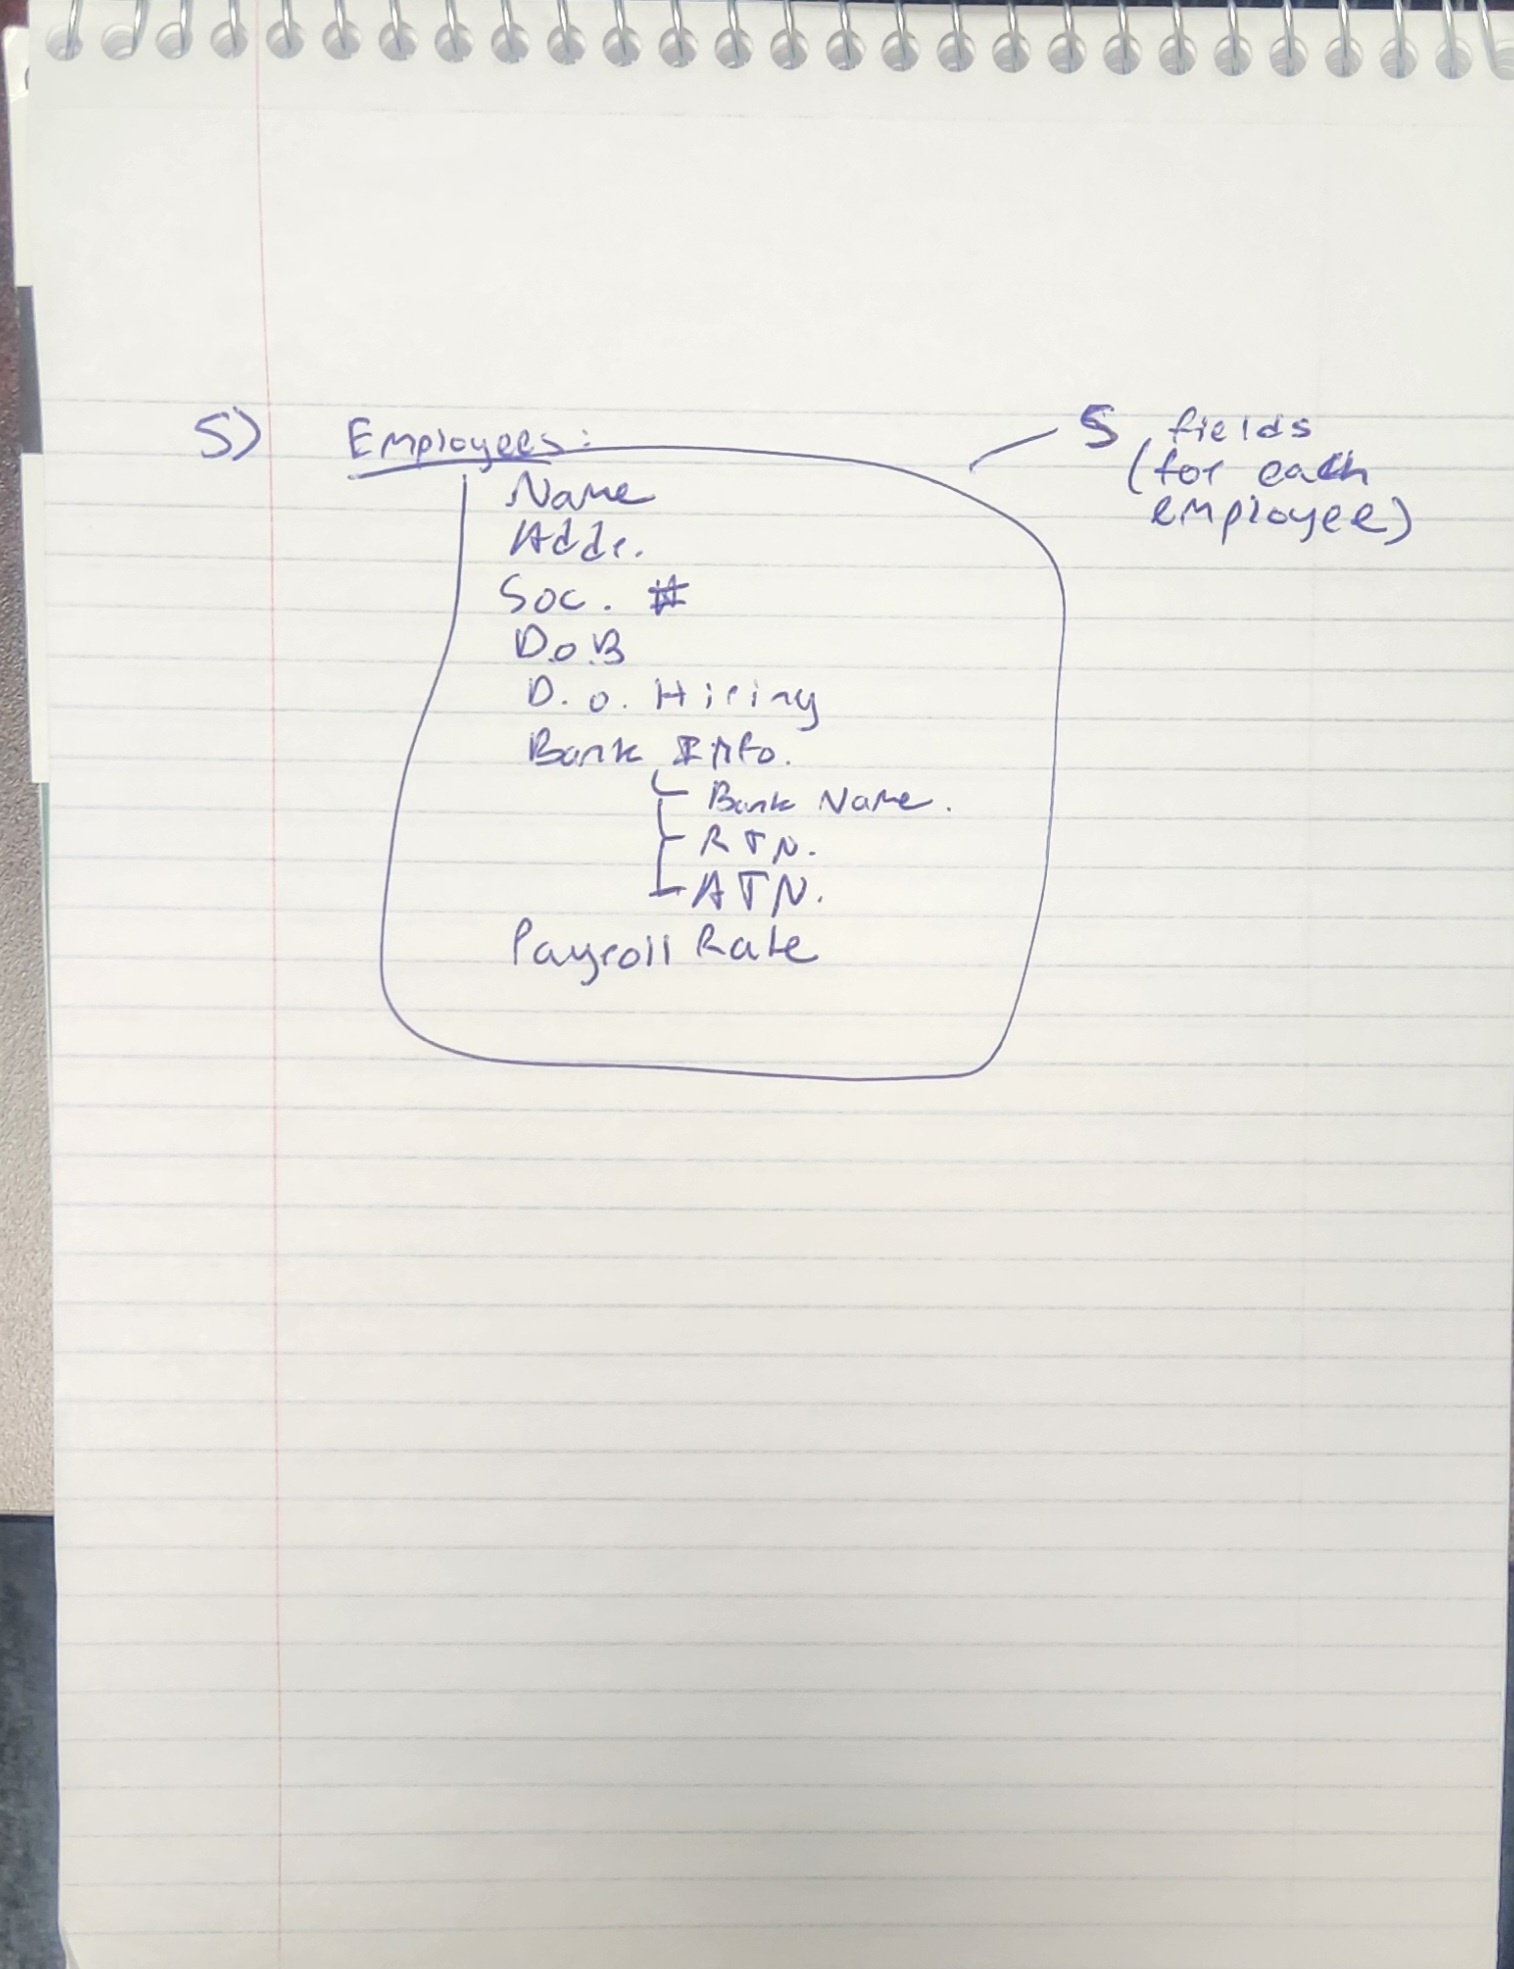 5) Employees:
5 fields
(for each
employee)
Name
Addr.
Soc. #
D.o.B
D. o. Hiring
Bank Info.
Bank Name.
RTN.
ATN.
Payroll Rate